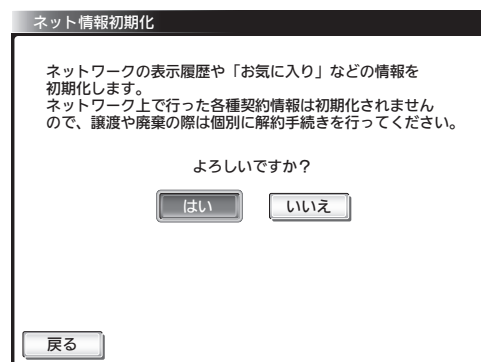 ネット情報初期化
ネットワークの表示履歴や「お気に入り」などの情報を
初期化します。
ネットワーク上で行った各種契約情報は初期化されません
ので、譲渡や廃棄の際は個別に解約手続きを行ってください。
よろしいですか？
はい いいえ
戻る